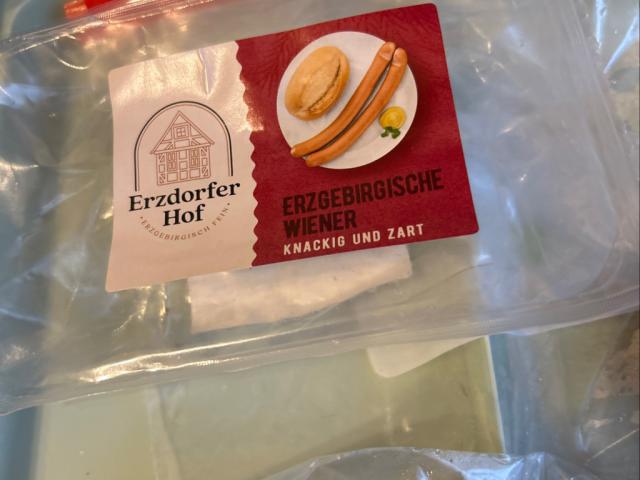 Erzdorfer
Hof
• ERZGEBIRGISCH FEIN •
ERZGEBIRGISCHE
WIENER
KNACKIG UND ZART